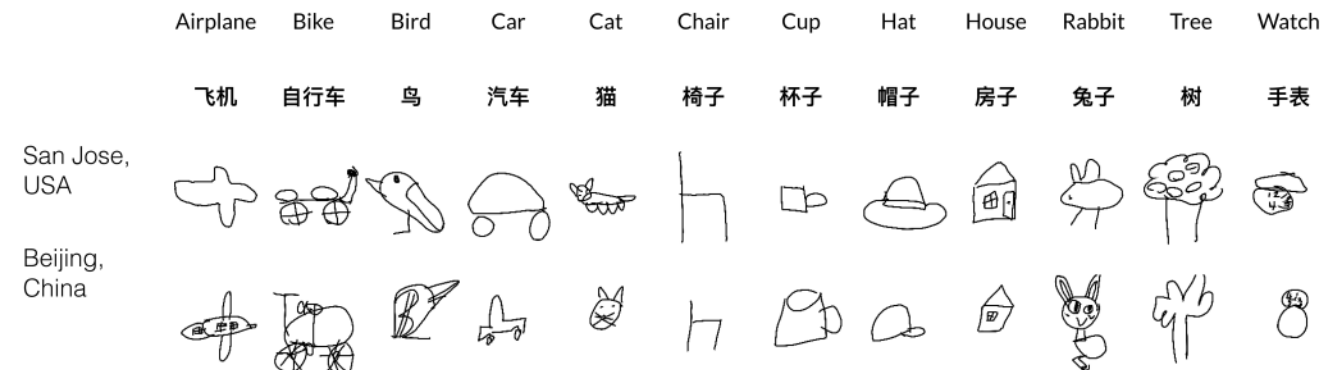 Airplane Bike Bird Car Cat Chair Cup Hat House Rabbit Tree Watch
飞机 自行车 鸟 汽车 猫 椅子 杯子 帽子 房子 兔子 树 手表
San Jose,
USA
Beijing,
China